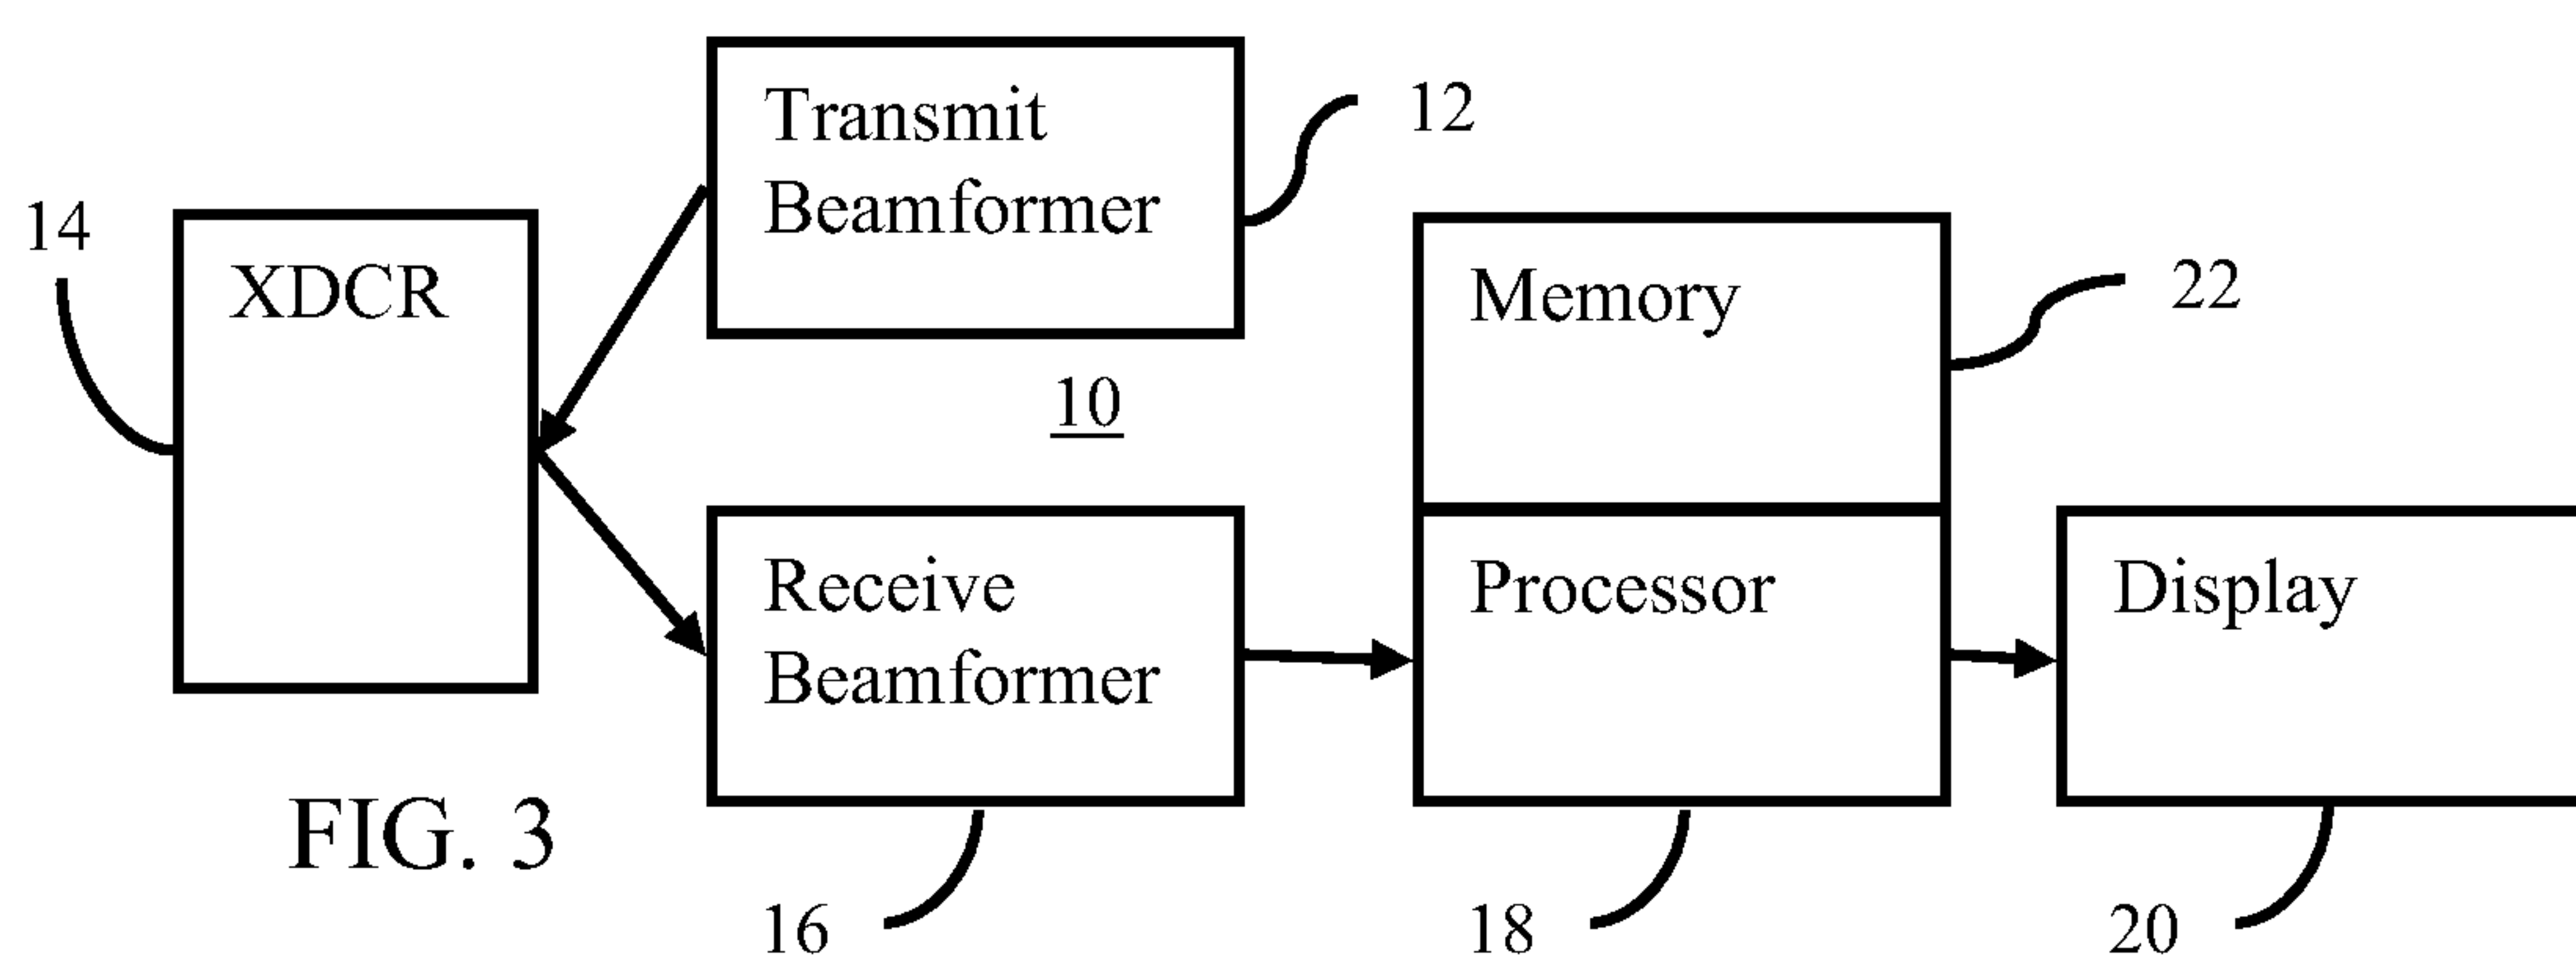 Transmit
Beamformer
12
14
XDCR
Memory
22
10
Receive
Beamformer
Processor
Display
FIG. 3
16
18
20